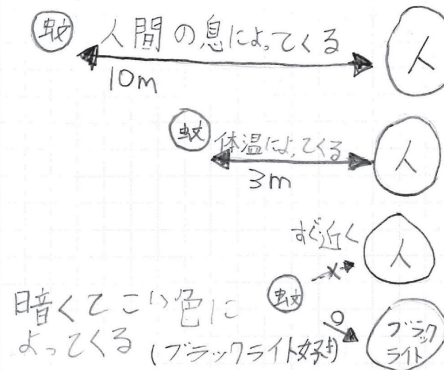 蚊 人間の息によってくる 人
10m
蚊 体温によってくる 人
3m
すぐ近く 人
蚊 ×
暗くてこい色に
よってくる (ブラックライト好き) ○ ブラックライト